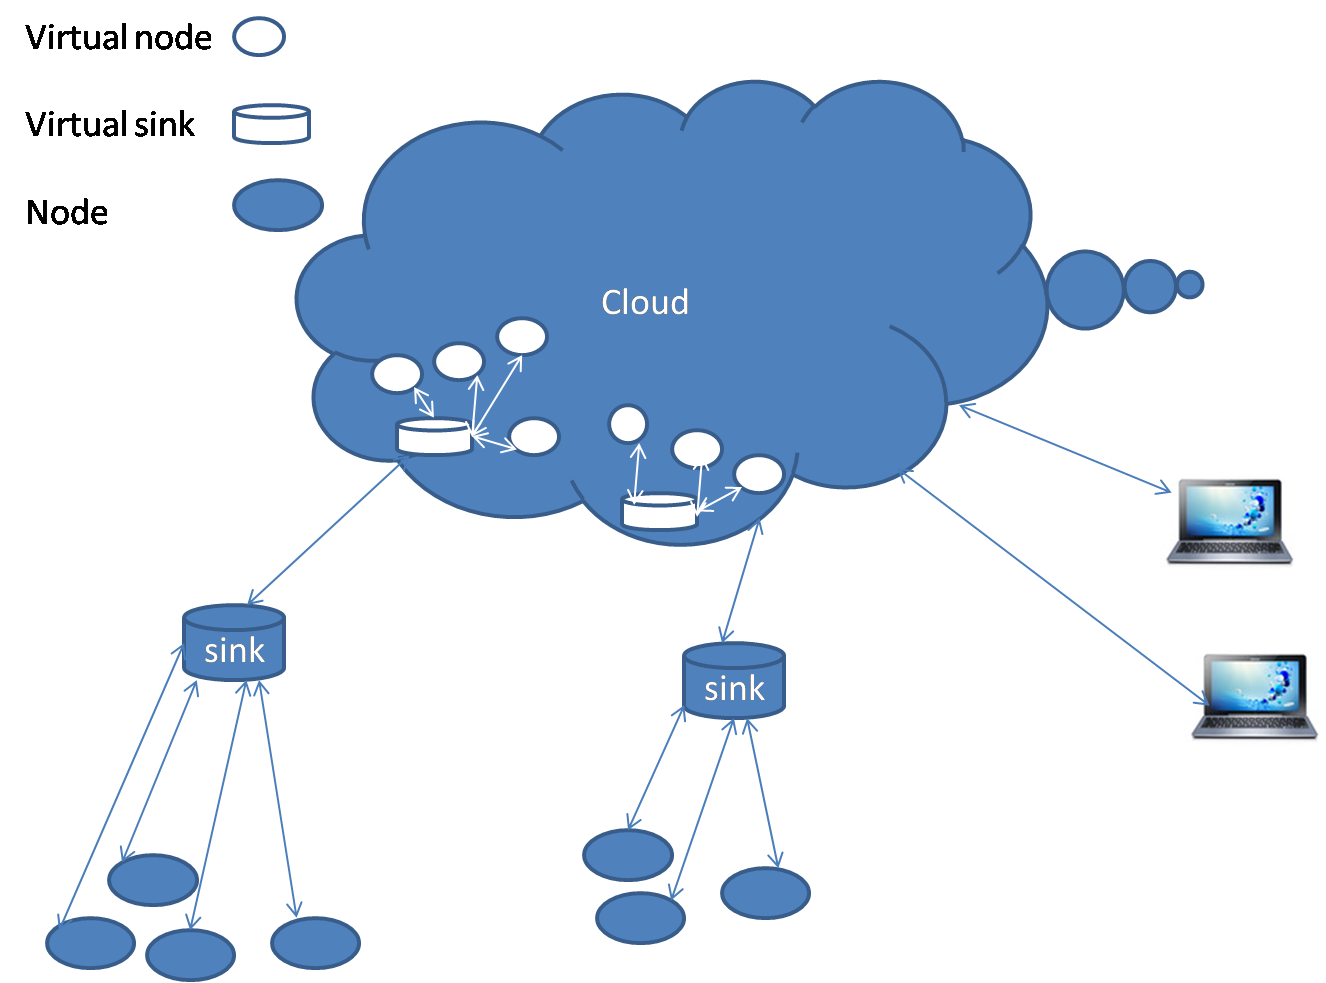 Virtual node
Virtual sink
Node
Cloud
sink
sink